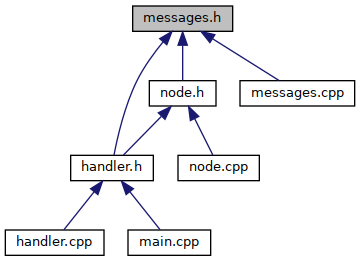 messages.h
node.h
messages.cpp
handler.h
node.cpp
handler.cpp
main.cpp